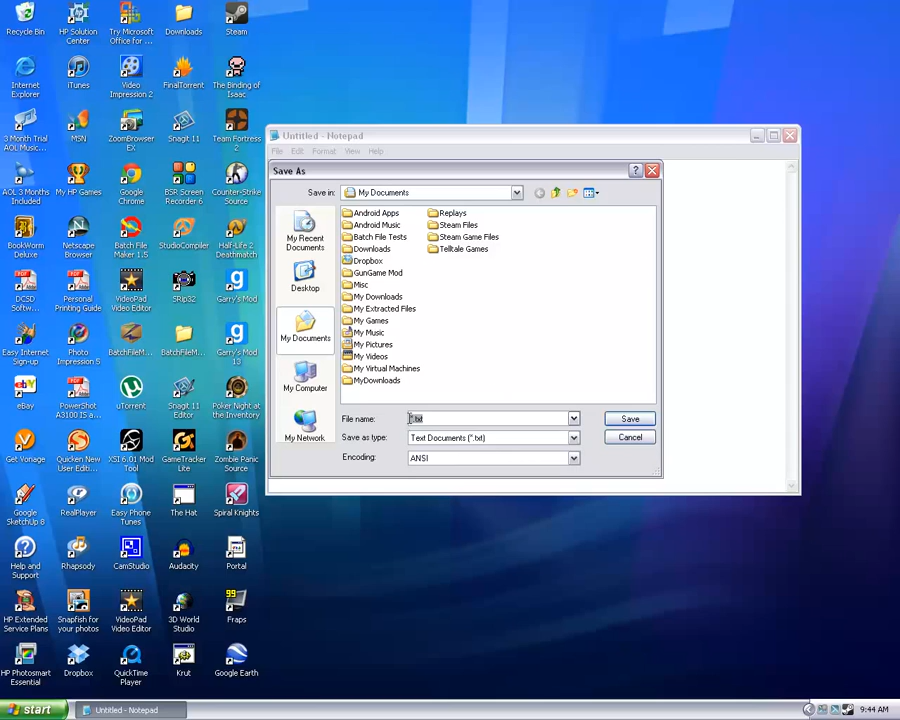 Recycle Bin
HP Solution
Center
Try Microsoft
Office for ...
Downloads
Steam
Internet
Explorer
iTunes
Video
Impression 2
FinalTorrent
The Binding of
Isaac
3 Month Trial
AOL Music...
MSN
ZoomBrowser
EX
Snagit 11
Team Fortress
2
AOL 3 Months
Included
My HP Games
Google
Chrome
BSR Screen
Recorder 6
Counter-Strike
Source
BookWorm
Deluxe
Netscape
Browser
Batch File
Maker 1.5
StudioCompiler
Half-Life 2
Deathmatch
DCSD
Softw...
Personal
Printing Guide
VideoPad
Video Editor
SRip32
Garry's Mod
Easy Internet
Sign-up
Photo
Impression 5
BatchFileM...
BatchFileM...
Garry's Mod
13
eBay
PowerShot
A3100 IS a...
uTorrent
Snagit 11
Editor
Poker Night at
the Inventory
Get Vonage
Quicken New
User Editi...
XSI 6.01 Mod
Tool
GameTracker
Lite
Zombie Panic
Source
Google
SketchUp 8
RealPlayer
Easy Phone
Tunes
The Hat
Spiral Knights
Help and
Support
Rhapsody
CamStudio
Audacity
Portal
HP Extended
Service Plans
Snapfish for
your photos
VideoPad
Video Editor
3D World
Studio
99
Fraps
HP Photosmart
Essential
Dropbox
QuickTime
Player
Krut
Google Earth
Untitled - Notepad
File Edit Format View Help
Save As
Save in: My Documents
My Recent
Documents
Desktop
My Documents
My Computer
My Network
Android Apps
Android Music
Batch File Tests
Downloads
Dropbox
GunGame Mod
Misc
My Downloads
My Extracted Files
My Games
My Music
My Pictures
My Videos
My Virtual Machines
MyDownloads
Replays
Steam Files
Steam Game Files
Telltale Games
File name: *.txt
Save
Save as type: Text Documents (*.txt)
Cancel
Encoding: ANSI
start
Untitled - Notepad
9:44 AM